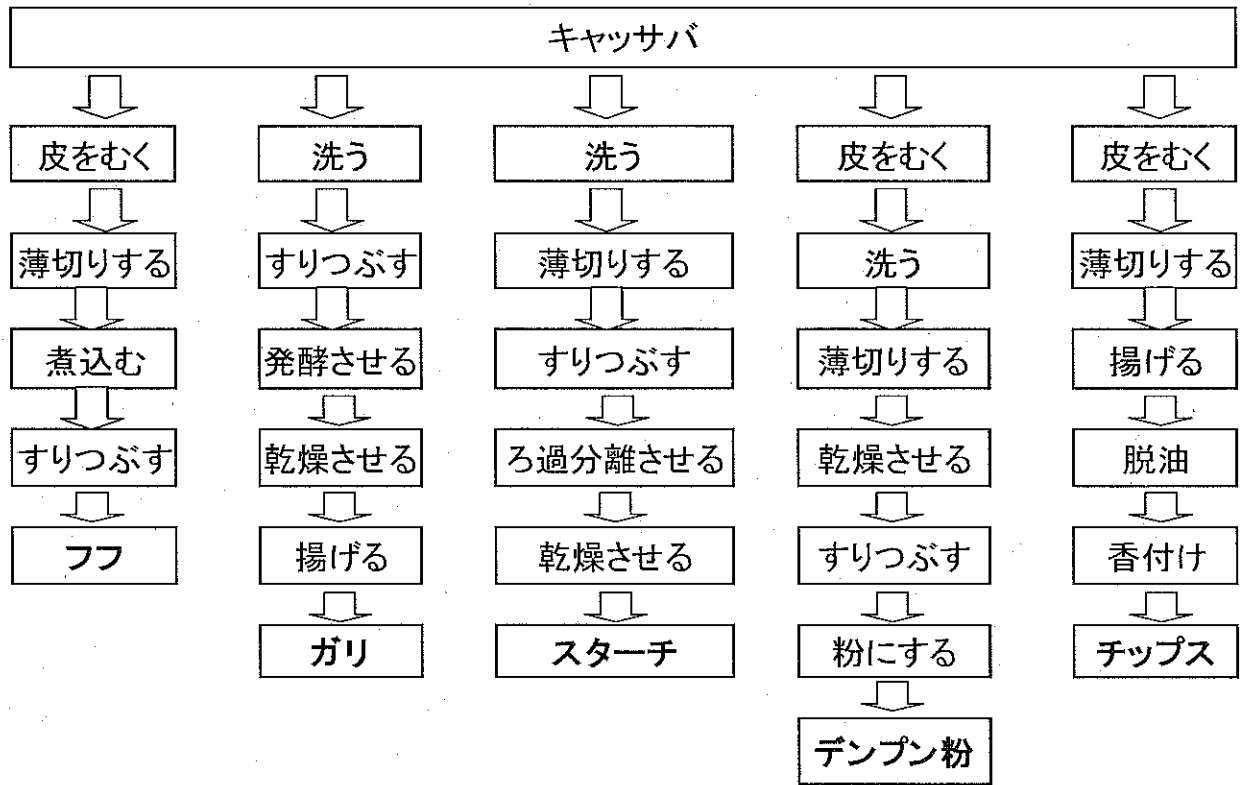 キャッサバ
皮をむく
薄切りする
煮込む
すりつぶす
フフ
洗う
すりつぶす
発酵させる
乾燥させる
揚げる
ガリ
洗う
薄切りする
すりつぶす
ろ過分離させる
乾燥させる
スターチ
皮をむく
洗う
薄切りする
乾燥させる
すりつぶす
粉にする
デンプン粉
皮をむく
薄切りする
揚げる
脱油
香付け
チップス